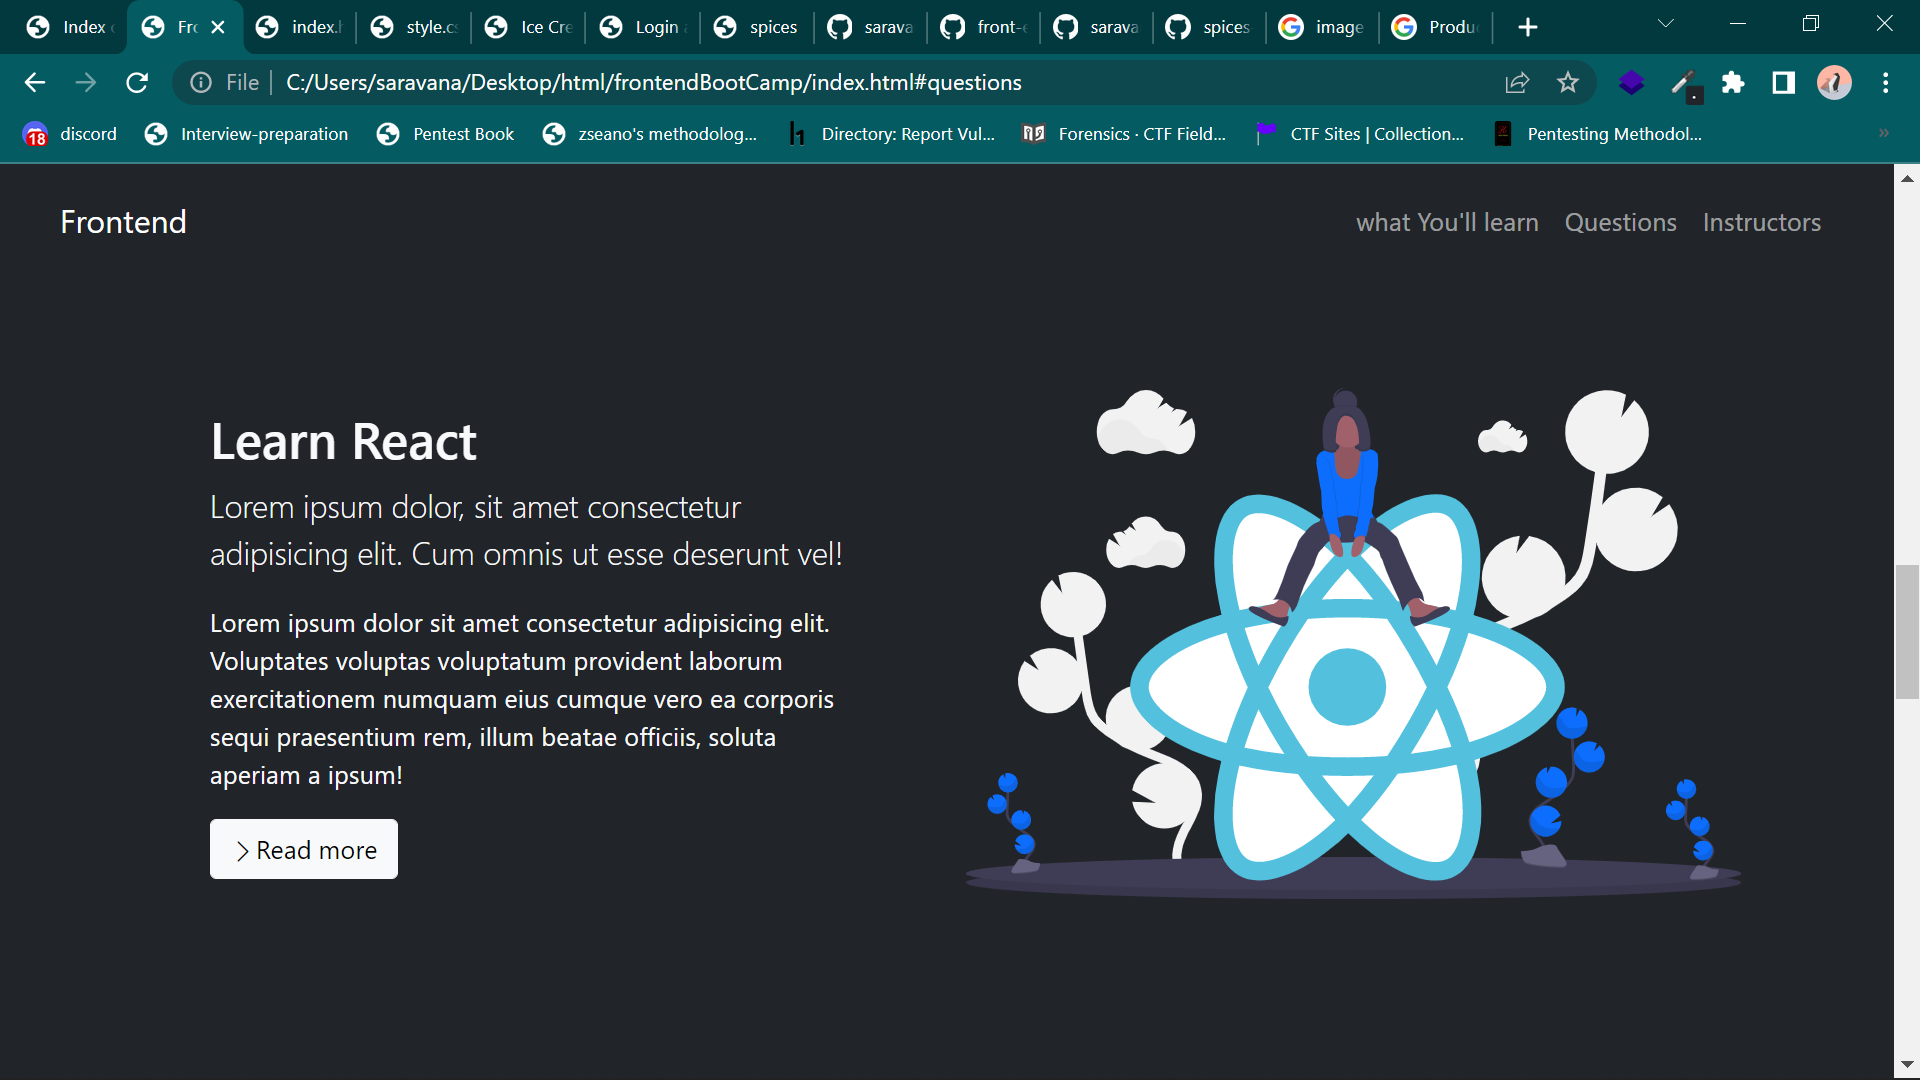 Index
Fr
index.h
style.cs
Ice Cre
Login
spices
sarava
front-e
sarava
spices-
image
Produ
File
C:/Users/saravana/Desktop/html/frontendBootCamp/index.html#questions
18
discord
Interview-preparation
Pentest Book
zseano's methodolog...
h1
Directory: Report Vul...
Forensics · CTF Field...
CTF Sites | Collection...
Pentesting Methodol...
»
Frontend
what You'll learn
Questions
Instructors
Learn React
Lorem ipsum dolor, sit amet consectetur
adipisicing elit. Cum omnis ut esse deserunt vel!
Lorem ipsum dolor sit amet consectetur adipisicing elit.
Voluptates voluptas voluptatum provident laborum
exercitationem numquam eius cumque vero ea corporis
sequi praesentium rem, illum beatae officiis, soluta
aperiam a ipsum!
Read more